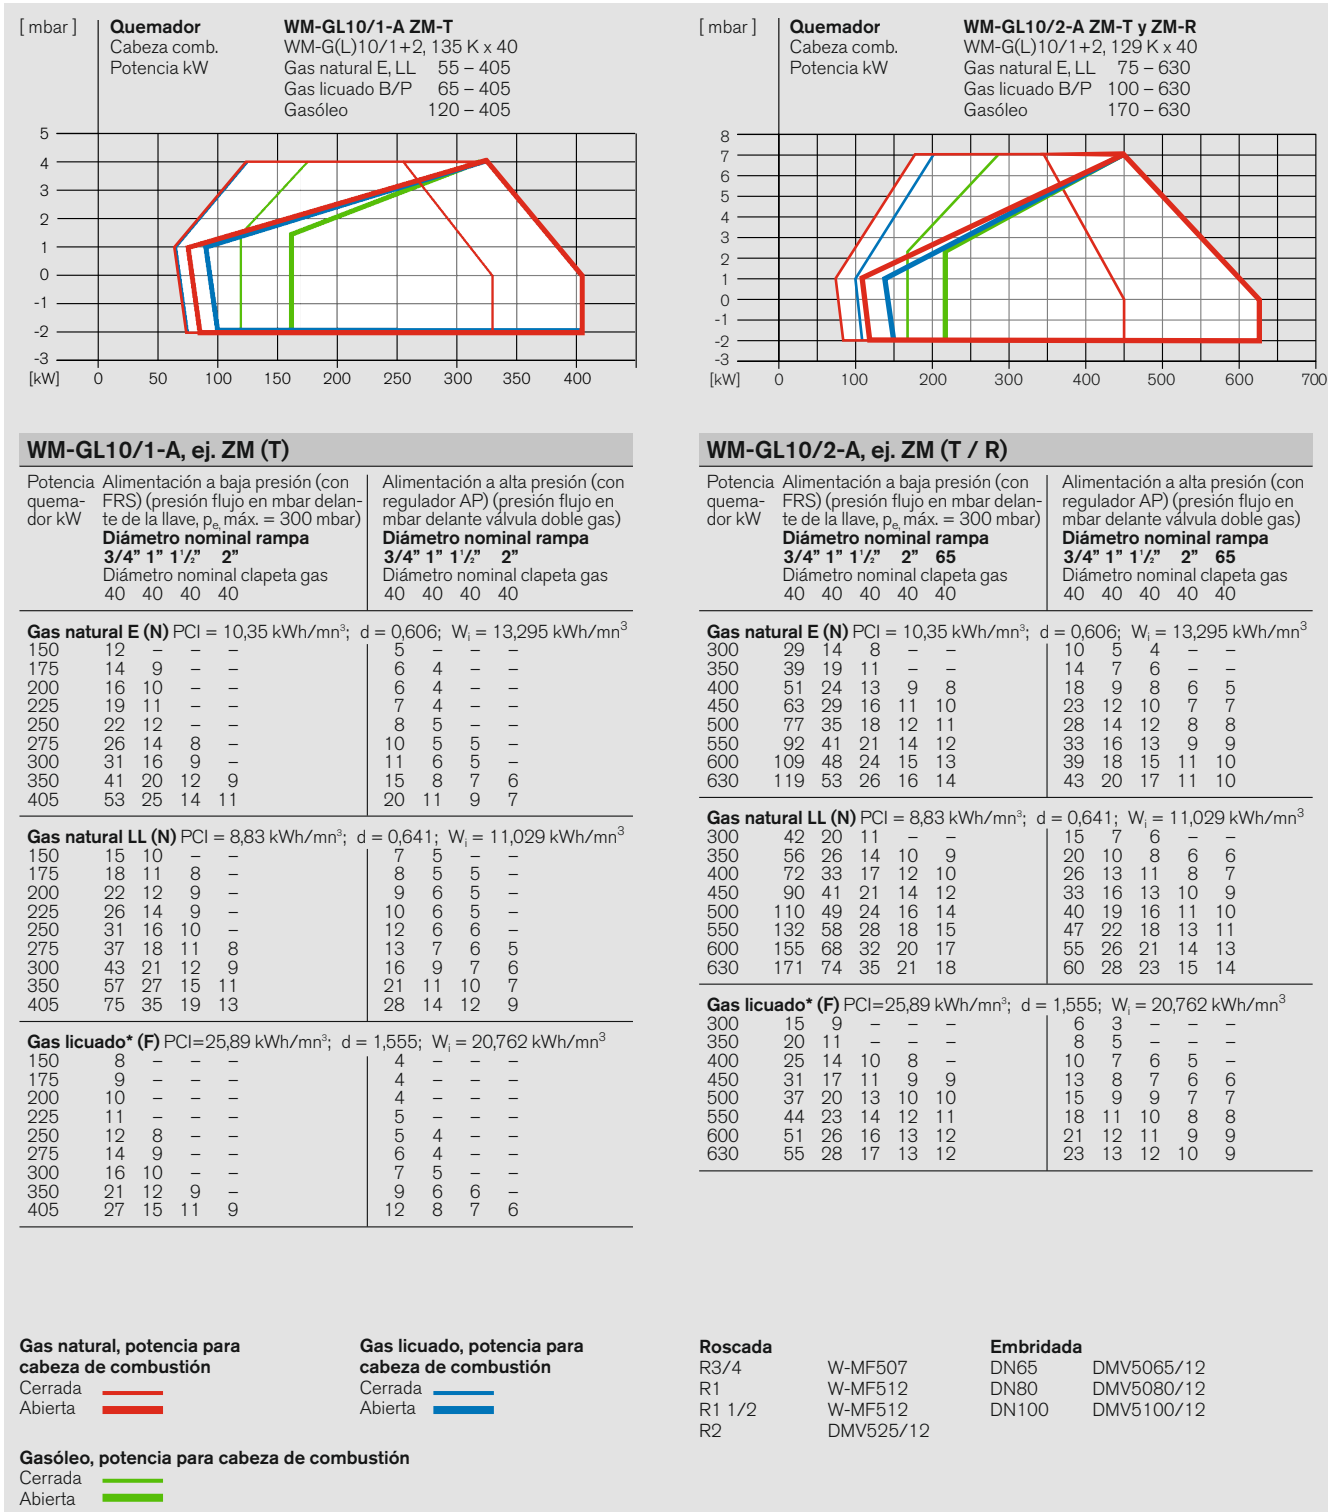 [ mbar ]
Quemador WM-GL10/1-A ZM-T
Cabeza comb. WM-G(L)10/1+2, 135 K x 40
Potencia kW Gas natural E, LL 55 – 405
Gas licuado B/P 65 – 405
Gasóleo 120 – 405
5
4
3
2
1
0
-1
-2
-3
[kW] 0 50 100 150 200 250 300 350 400
WM-GL10/1-A, ej. ZM (T)
Potencia Alimentación a baja presión (con Alimentación a alta presión (con
quema- FRS) (presión flujo en mbar delan- regulador AP) (presión flujo en
dor kW te de la llave, pe, máx. = 300 mbar) mbar delante válvula doble gas)
Diámetro nominal rampa Diámetro nominal rampa
3/4” 1” 1½” 2” 3/4” 1” 1½” 2”
Diámetro nominal clapeta gas Diámetro nominal clapeta gas
40 40 40 40 40 40 40 40
Gas natural E (N) PCI = 10,35 kWh/mn³; d = 0,606; Wi = 13,295 kWh/mn³
150 12 – – – 5 – – –
175 14 9 – – 6 4 – –
200 16 10 – – 6 4 – –
225 19 11 – – 7 4 – –
250 22 12 – – 8 5 – –
275 26 14 8 – 10 5 5 –
300 31 16 9 – 11 6 5 –
350 41 20 12 9 15 8 7 6
405 53 25 14 11 20 11 9 7
Gas natural LL (N) PCI = 8,83 kWh/mn³; d = 0,641; Wi = 11,029 kWh/mn³
150 15 10 – – 7 5 – –
175 18 11 8 – 8 5 5 –
200 22 12 9 – 9 6 5 –
225 26 14 9 – 10 6 5 –
250 31 16 10 – 12 6 6 –
275 37 18 11 8 13 7 6 5
300 43 21 12 9 16 9 7 6
350 57 27 15 11 21 11 10 7
405 75 35 19 13 28 14 12 9
Gas licuado* (F) PCI=25,89 kWh/mn³; d = 1,555; Wi = 20,762 kWh/mn³
150 8 – – – 4 – – –
175 9 – – – 4 – – –
200 10 – – – 4 – – –
225 11 – – – 5 – – –
250 12 8 – – 5 4 – –
275 14 9 – – 6 4 – –
300 16 10 – – 7 5 – –
350 21 12 9 – 9 6 6 –
405 27 15 11 9 12 8 7 6
[ mbar ]
Quemador WM-GL10/2-A ZM-T y ZM-R
Cabeza comb. WM-G(L)10/1+2, 129 K x 40
Potencia kW Gas natural E, LL 75 – 630
Gas licuado B/P 100 – 630
Gasóleo 170 – 630
8
7
6
5
4
3
2
1
0
-1
-2
-3
[kW] 0 100 200 300 400 500 600 700
WM-GL10/2-A, ej. ZM (T / R)
Potencia Alimentación a baja presión (con Alimentación a alta presión (con
quema- FRS) (presión flujo en mbar delan- regulador AP) (presión flujo en
dor kW te de la llave, pe, máx. = 300 mbar) mbar delante válvula doble gas)
Diámetro nominal rampa Diámetro nominal rampa
3/4” 1” 1½” 2” 65 3/4” 1” 1½” 2” 65
Diámetro nominal clapeta gas Diámetro nominal clapeta gas
40 40 40 40 40 40 40 40 40 40
Gas natural E (N) PCI = 10,35 kWh/mn³; d = 0,606; Wi = 13,295 kWh/mn³
300 29 14 8 – – 10 5 4 – –
350 39 19 11 – – 14 7 6 – –
400 51 24 13 9 8 18 9 8 6 5
450 63 29 16 11 10 23 12 10 7 7
500 77 35 18 12 11 28 14 12 8 8
550 92 41 21 14 12 33 16 13 9 9
600 109 48 24 15 13 39 18 15 11 10
630 119 53 26 16 14 43 20 17 11 10
Gas natural LL (N) PCI = 8,83 kWh/mn³; d = 0,641; Wi = 11,029 kWh/mn³
300 42 20 11 – – 15 7 6 – –
350 56 26 14 10 9 20 10 8 6 6
400 72 33 17 12 10 26 13 11 8 7
450 90 41 21 14 12 33 16 13 10 9
500 110 49 24 16 14 40 19 16 11 10
550 132 58 28 18 15 47 22 18 13 11
600 155 68 32 20 17 55 26 21 14 13
630 171 74 35 21 18 60 28 23 15 14
Gas licuado* (F) PCI=25,89 kWh/mn³; d = 1,555; Wi = 20,762 kWh/mn³
300 15 9 – – – 6 3 – – –
350 20 11 – – – 8 5 – – –
400 25 14 10 8 – 10 7 6 5 –
450 31 17 11 9 9 13 8 7 6 6
500 37 20 13 10 10 15 9 9 7 7
550 44 23 14 12 11 18 11 10 8 8
600 51 26 16 13 12 21 12 11 9 9
630 55 28 17 13 12 23 13 12 10 9
Gas natural, potencia para
cabeza de combustión
Cerrada
Abierta
Gas licuado, potencia para
cabeza de combustión
Cerrada
Abierta
Gasóleo, potencia para cabeza de combustión
Cerrada
Abierta
Roscada
R3/4 W-MF507
R1 W-MF512
R1 1/2 W-MF512
R2 DMV525/12
Embridada
DN65 DMV5065/12
DN80 DMV5080/12
DN100 DMV5100/12